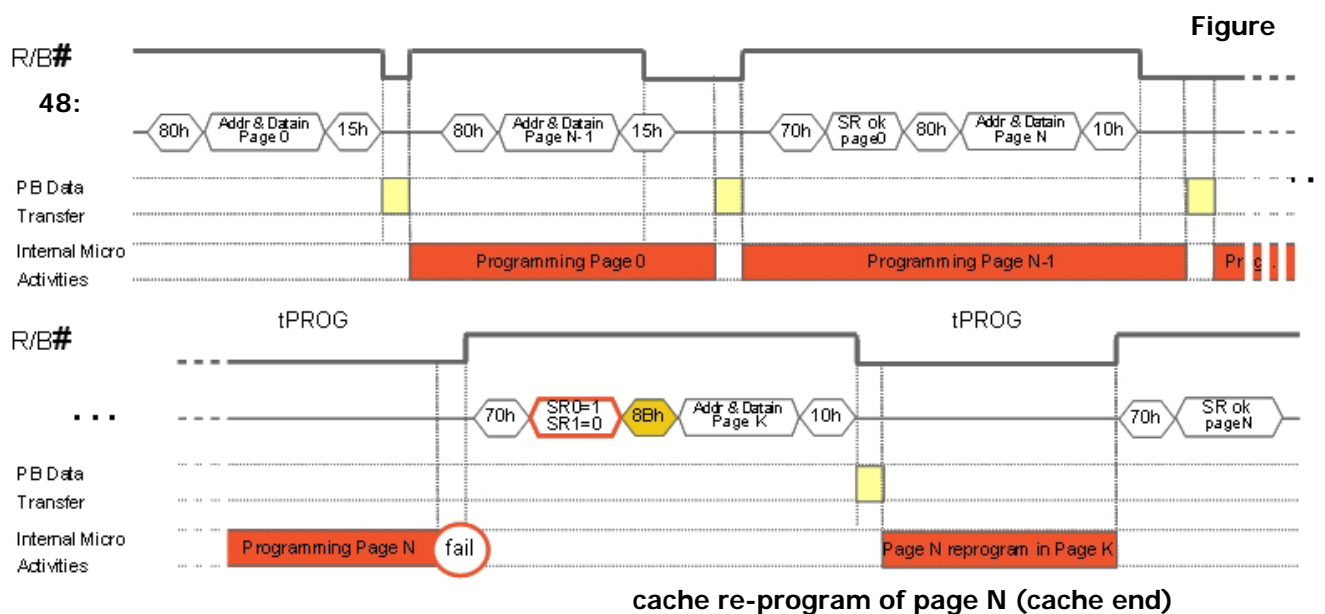 Figure
R/B#
48:
80h Addr & Datain Page 0 15h 80h Addr & Datain Page N-1 15h 70h SR ok page0 80h Addr & Datain Page N 10h
PB Data
Transfer
. .
Internal Micro
Activities
Programming Page 0 Programming Page N-1 Prg.
tPROG tPROG
R/B#
. . . 70h SR0=1 SR1=0 8Bh Addr & Datain Page K 10h 70h SR ok pageN
PB Data
Transfer
Internal Micro
Activities
Programming Page N fail Page N reprogram in Page K
cache re-program of page N (cache end)